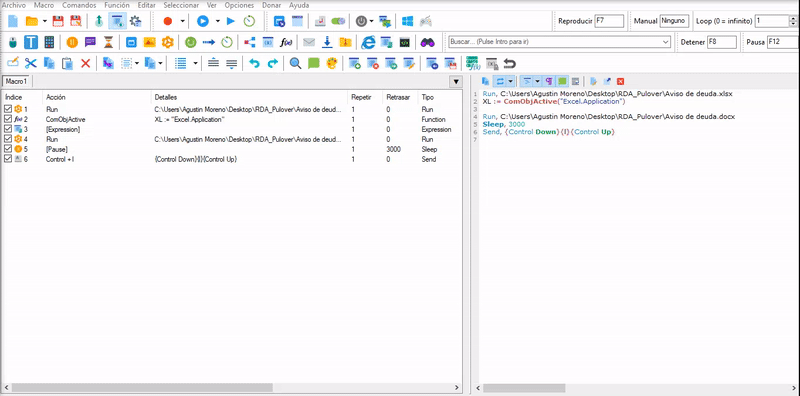 Archivo Macro Comandos Función Editar Seleccionar Ver Opciones Donar Ayuda
Reproducir F7 Manual Ninguno Loop (0 = infinito) 1
Buscar... (Pulse Intro para ir) Detener F8 Pausa F12
Macro1
Índice Acción Detalles Repetir Retrasar Tipo
1 Run C:\Users\Agustin Moreno\Desktop\RDA_Pulover\Aviso de deud... 1 0 Run
2 ComObjActive XL := "Excel.Application" 1 0 Function
3 [Expression] 1 0 Expression
4 Run C:\Users\Agustin Moreno\Desktop\RDA_Pulover\Aviso de deud... 1 0 Run
5 [Pause] 1 3000 Sleep
6 Control + l {Control Down}{l}{Control Up} 1 0 Send
1 Run, C:\Users\Agustin Moreno\Desktop\RDA_Pulover\Aviso de deuda.xlsx
2 XL := ComObjActive("Excel.Application")
3
4 Run, C:\Users\Agustin Moreno\Desktop\RDA_Pulover\Aviso de deuda.docx
5 Sleep, 3000
6 Send, {Control Down}{l}{Control Up}
7